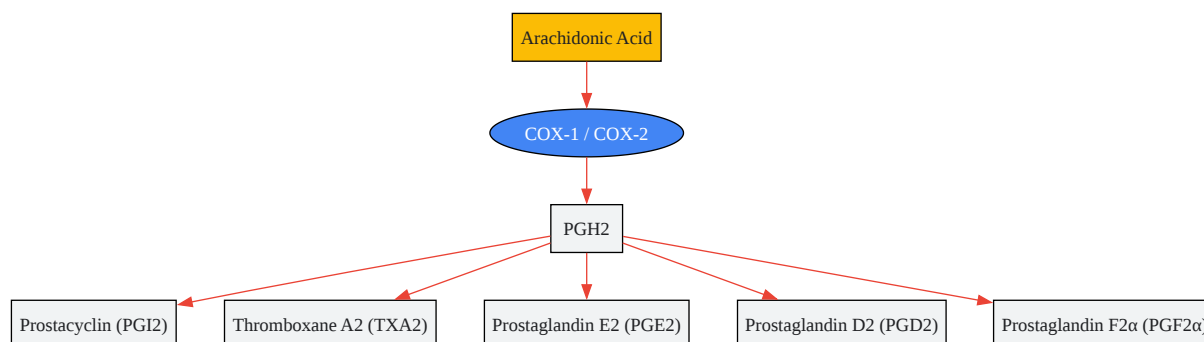 Arachidonic Acid
COX-1 / COX-2
PGH2
Prostacyclin (PGI2)
Thromboxane A2 (TXA2)
Prostaglandin E2 (PGE2)
Prostaglandin D2 (PGD2)
Prostaglandin F2α (PGF2α)